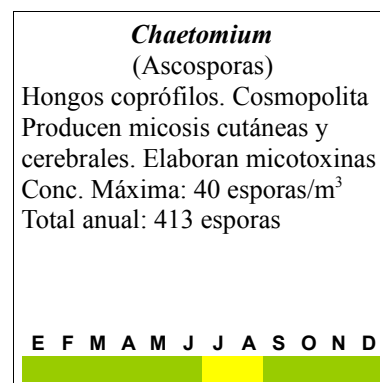 Chaetomium
(Ascosporas)
Hongos coprófilos. Cosmopolita
Producen micosis cutáneas y
cerebrales. Elaboran micotoxinas
Conc. Máxima: 40 esporas/m³
Total anual: 413 esporas
E F M A M J J A S O N D